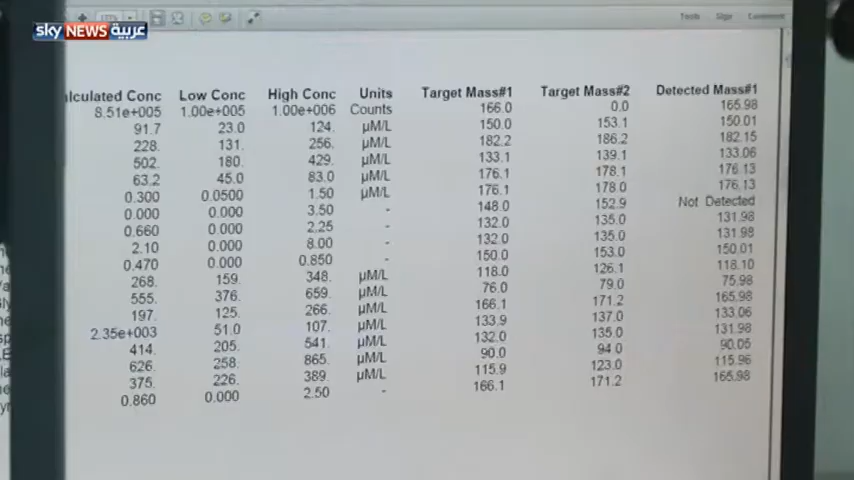 sky NEWS عربية
Tools Sign Comment
alculated Conc Low Conc High Conc Units Target Mass#1 Target Mass#2 Detected Mass#1
8.51e+005 1.00e+005 1.00e+006 Counts 166.0 0.0 165.98
91.7 23.0 124. µM/L 150.0 153.1 150.01
228. 131. 256. µM/L 182.2 186.2 182.15
502. 180. 429. µM/L 133.1 139.1 133.06
63.2 45.0 83.0 µM/L 176.1 178.1 176.13
0.300 0.0500 1.50 µM/L 176.1 178.0 176.13
0.000 0.000 3.50 - 148.0 152.9 Not Detected
0.660 0.000 2.25 - 132.0 135.0 131.98
2.10 0.000 8.00 - 132.0 135.0 131.98
0.470 0.000 0.850 - 150.0 153.0 150.01
268. 159. 348. µM/L 118.0 126.1 118.10
555. 376. 659. µM/L 76.0 79.0 75.98
197. 125. 266. µM/L 166.1 171.2 165.98
2.35e+003 51.0 107. µM/L 133.9 137.0 133.06
414. 205. 541. µM/L 132.0 135.0 131.98
626. 258. 865. µM/L 90.0 94.0 90.05
375. 226. 389. µM/L 115.9 123.0 115.96
0.860 0.000 2.50 - 166.1 171.2 165.98